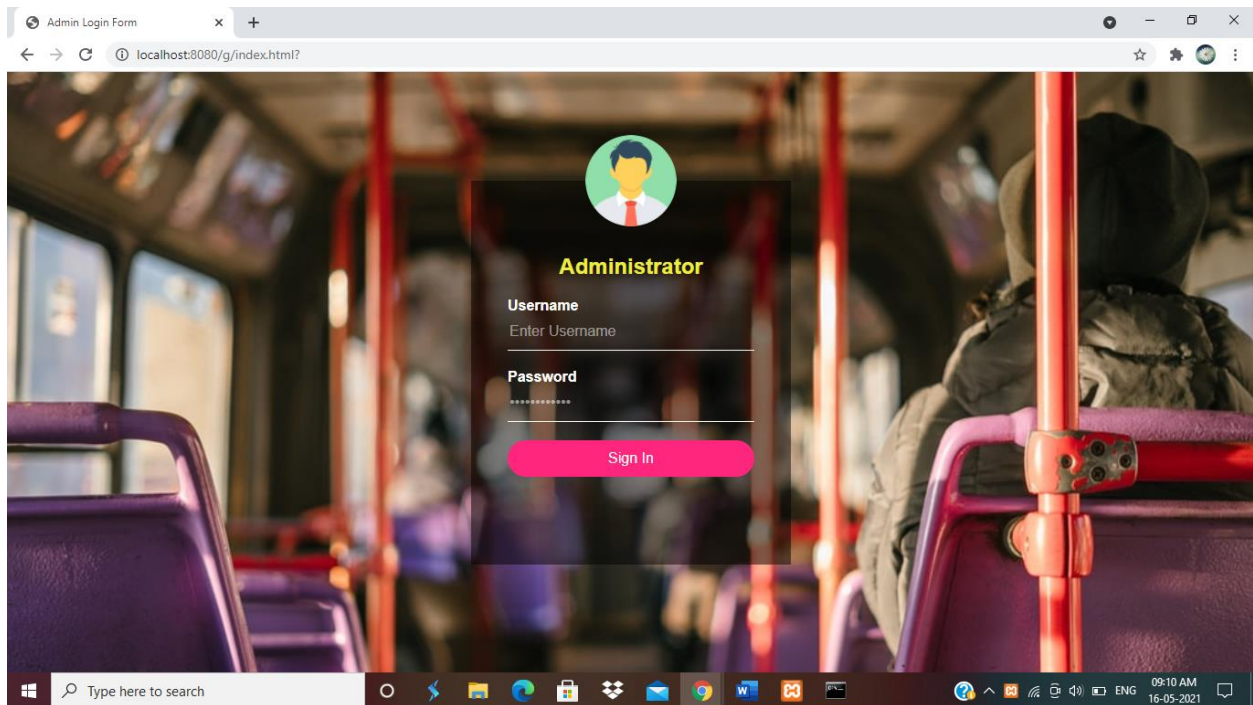 Admin Login Form
localhost:8080/g/index.html?
Administrator
Username
Enter Username
Password
••••••••••••
Sign In
Type here to search
ENG
09:10 AM
16-05-2021